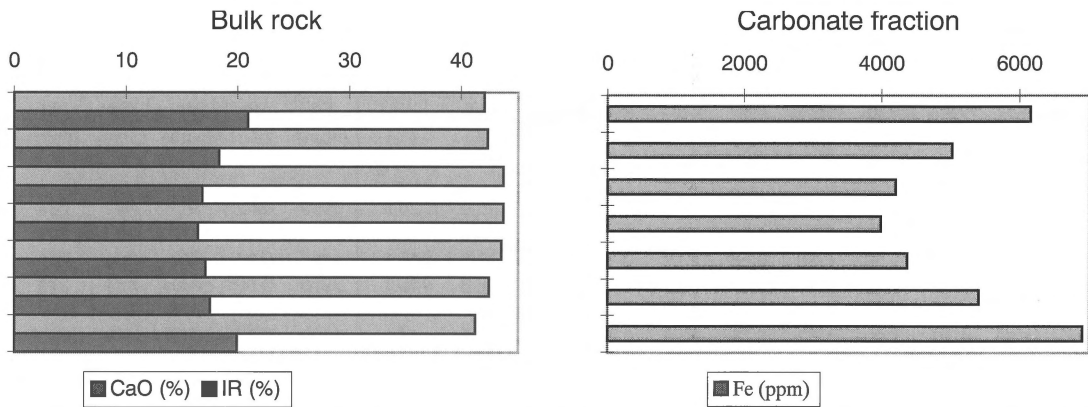 Bulk rock
0 10 20 30 40
CaO (%) IR (%)
Carbonate fraction
0 2000 4000 6000
Fe (ppm)